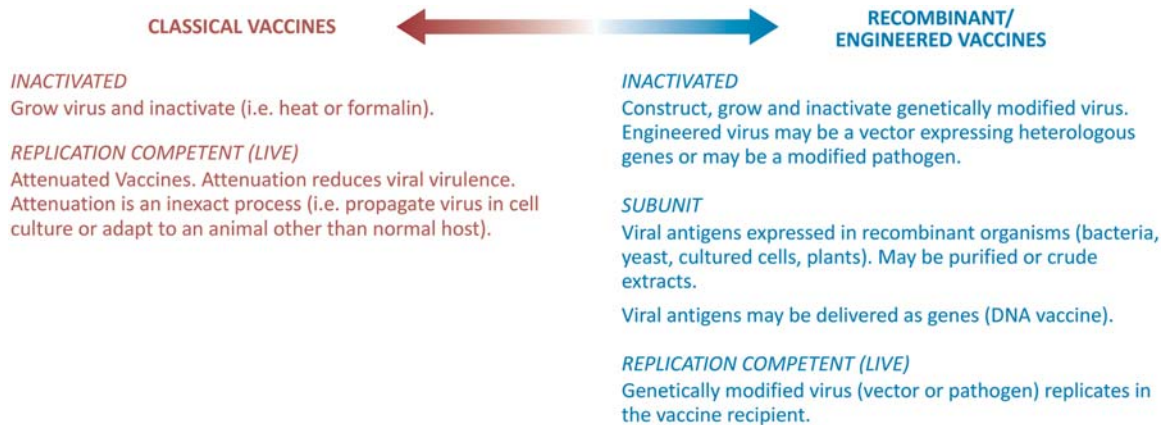 CLASSICAL VACCINES
RECOMBINANT/
ENGINEERED VACCINES
INACTIVATED
Grow virus and inactivate (i.e. heat or formalin).
REPLICATION COMPETENT (LIVE)
Attenuated Vaccines. Attenuation reduces viral virulence.
Attenuation is an inexact process (i.e. propagate virus in cell
culture or adapt to an animal other than normal host).
INACTIVATED
Construct, grow and inactivate genetically modified virus.
Engineered virus may be a vector expressing heterologous
genes or may be a modified pathogen.
SUBUNIT
Viral antigens expressed in recombinant organisms (bacteria,
yeast, cultured cells, plants). May be purified or crude
extracts.
Viral antigens may be delivered as genes (DNA vaccine).
REPLICATION COMPETENT (LIVE)
Genetically modified virus (vector or pathogen) replicates in
the vaccine recipient.